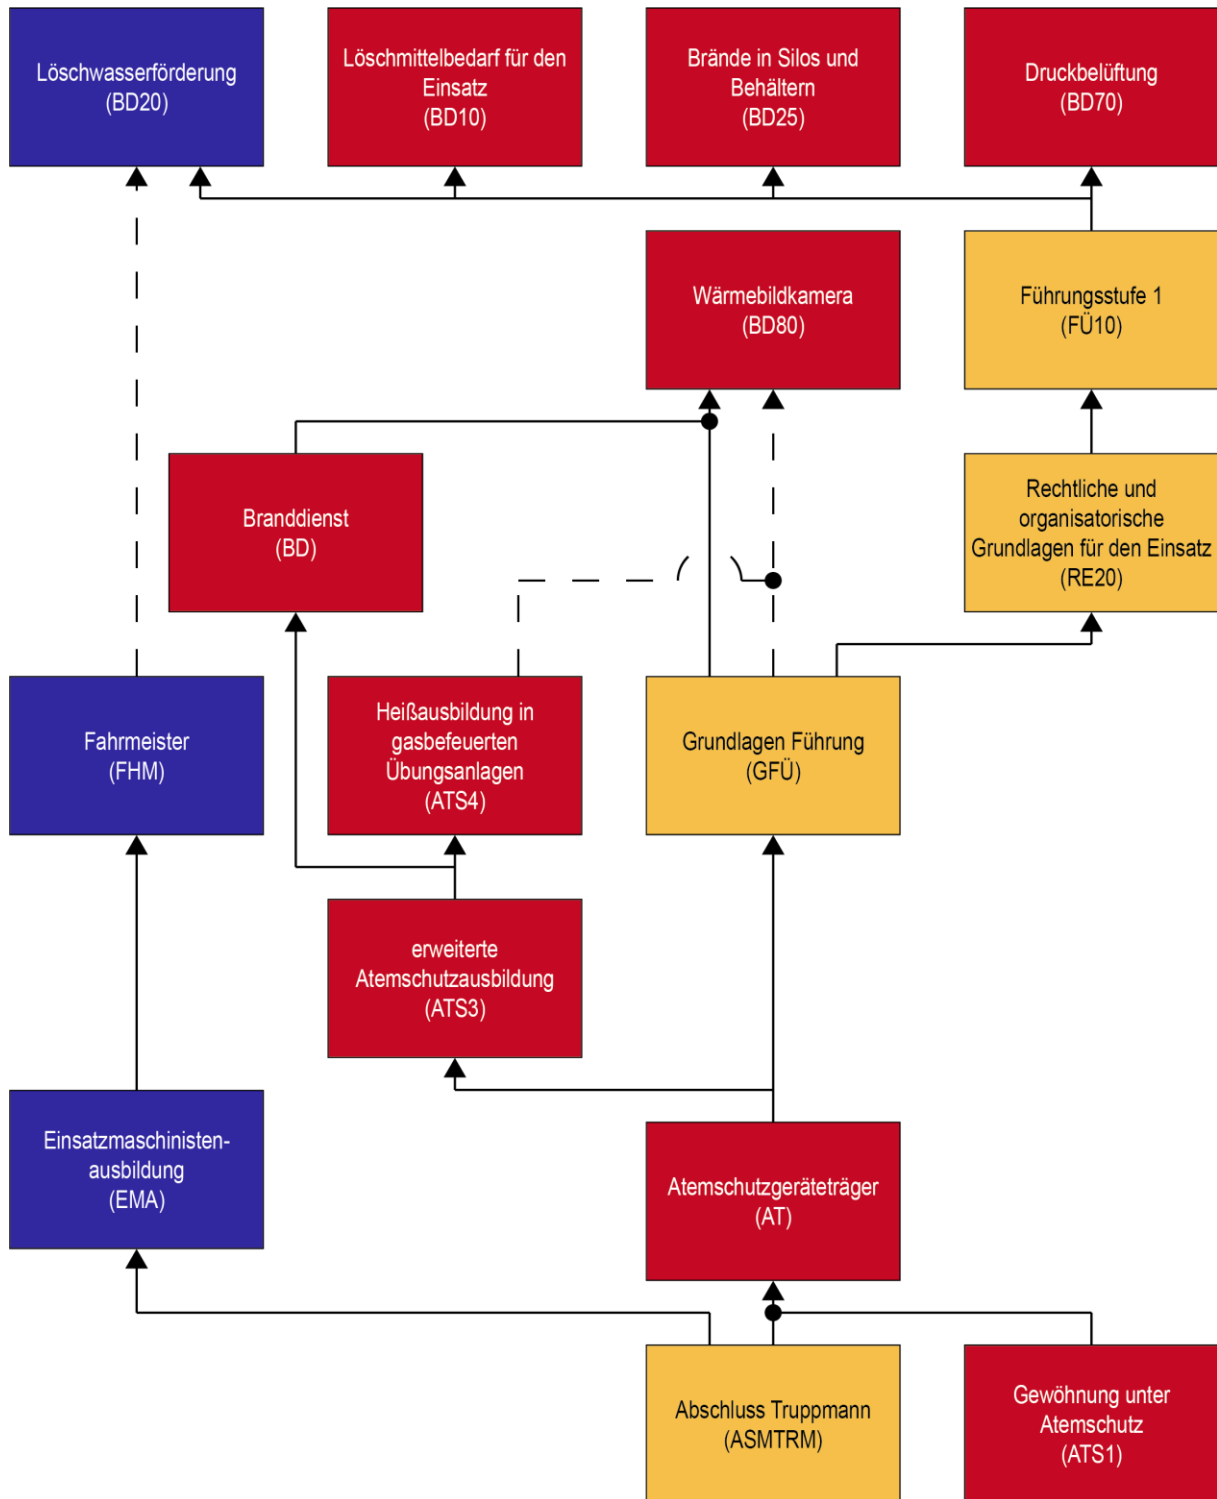 Löschwasserförderung
(BD20)
Löschmittelbedarf für den
Einsatz
(BD10)
Brände in Silos und
Behältern
(BD25)
Druckbelüftung
(BD70)
Wärmebildkamera
(BD80)
Führungsstufe 1
(FÜ10)
Branddienst
(BD)
Rechtliche und
organisatorische
Grundlagen für den Einsatz
(RE20)
Fahrmeister
(FHM)
Heißausbildung in
gasbefeuerten
Übungsanlagen
(ATS4)
Grundlagen Führung
(GFÜ)
erweiterte
Atemschutzausbildung
(ATS3)
Einsatzmaschinisten-
ausbildung
(EMA)
Atemschutzgeräteträger
(AT)
Abschluss Truppmann
(ASMTRM)
Gewöhnung unter
Atemschutz
(ATS1)